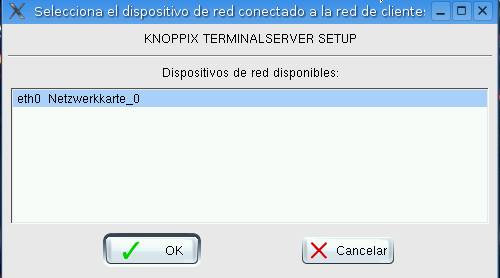 Selecciona el dispositivo de red conectado a la red de clientes
KNOPPIX TERMINALSERVER SETUP
Dispositivos de red disponibles:
eth0 Netzwerkkarte_0
OK
Cancelar